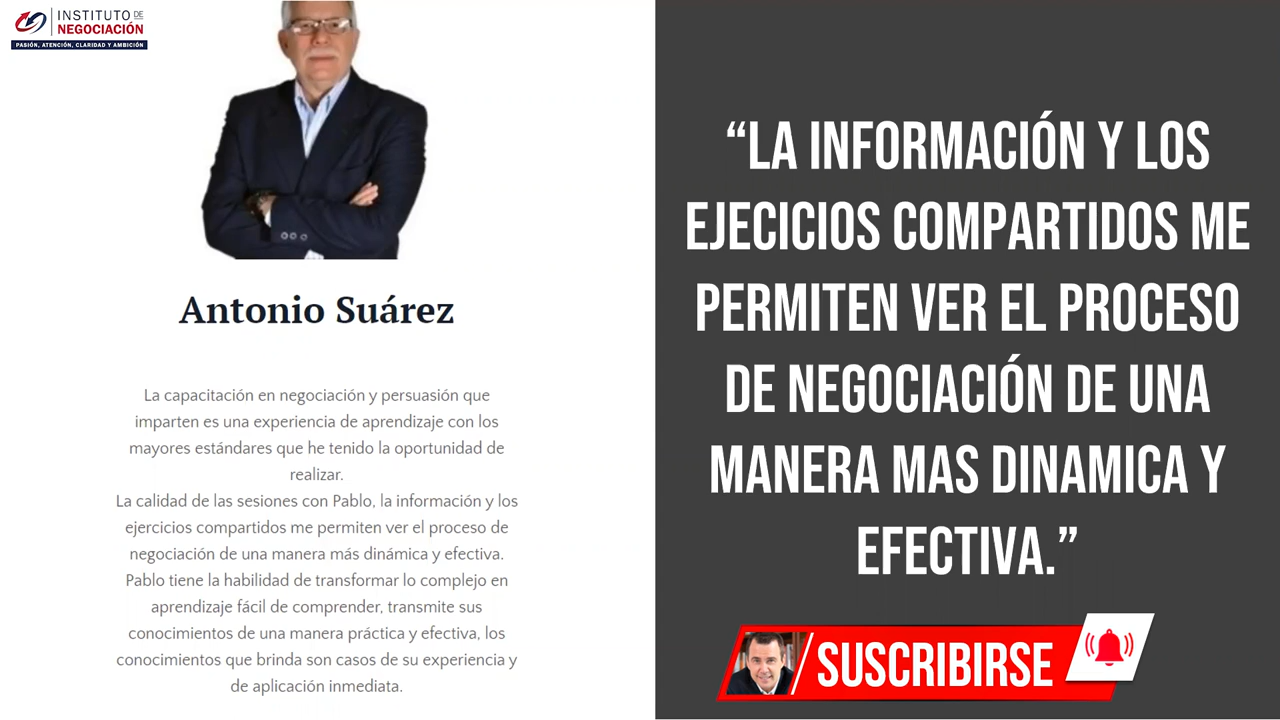 INSTITUTO DE
NEGOCIACIÓN
PASIÓN, ATENCIÓN, CLARIDAD Y AMBICIÓN
Antonio Suárez
La capacitación en negociación y persuasión que
imparten es una experiencia de aprendizaje con los
mayores estándares que he tenido la oportunidad de
realizar.
La calidad de las sesiones con Pablo, la información y los
ejercicios compartidos me permiten ver el proceso de
negociación de una manera más dinámica y efectiva.
Pablo tiene la habilidad de transformar lo complejo en
aprendizaje fácil de comprender, transmite sus
conocimientos de una manera práctica y efectiva, los
conocimientos que brinda son casos de su experiencia y
de aplicación inmediata.
“LA INFORMACIÓN Y LOS
EJECICIOS COMPARTIDOS ME
PERMITEN VER EL PROCESO
DE NEGOCIACIÓN DE UNA
MANERA MAS DINAMICA Y
EFECTIVA.”
SUSCRIBIRSE